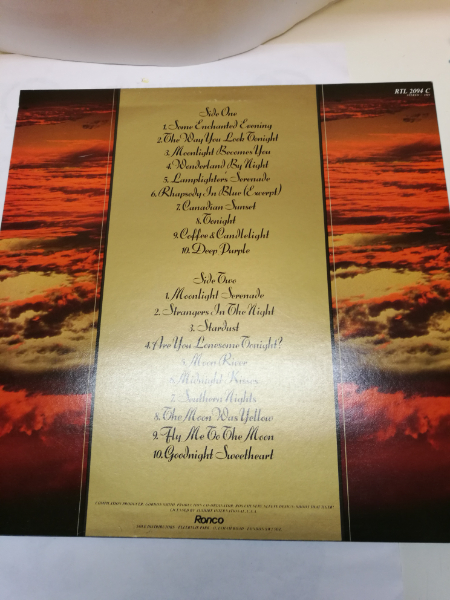 RTL 2094 C
Side One
1. Some Enchanted Evening
2. The Way You Look Tonight
3. Moonlight Becomes You
4. Wonderland By Night
5. Lamplighter's Serenade
6. Rhapsody In Blue (Excerpt)
7. Canadian Sunset
8. Tonight
9. Coffee & Candlelight
10. Deep Purple
Side Two
1. Moonlight Serenade
2. Strangers In The Night
3. Stardust
4. Are You Lonesome Tonight?
5. Moon River
6. Midnight
7. Southern Nights
8. The Moon Was Yellow
9. Fly Me To The Moon
10. Goodnight Sweetheart
Ronco